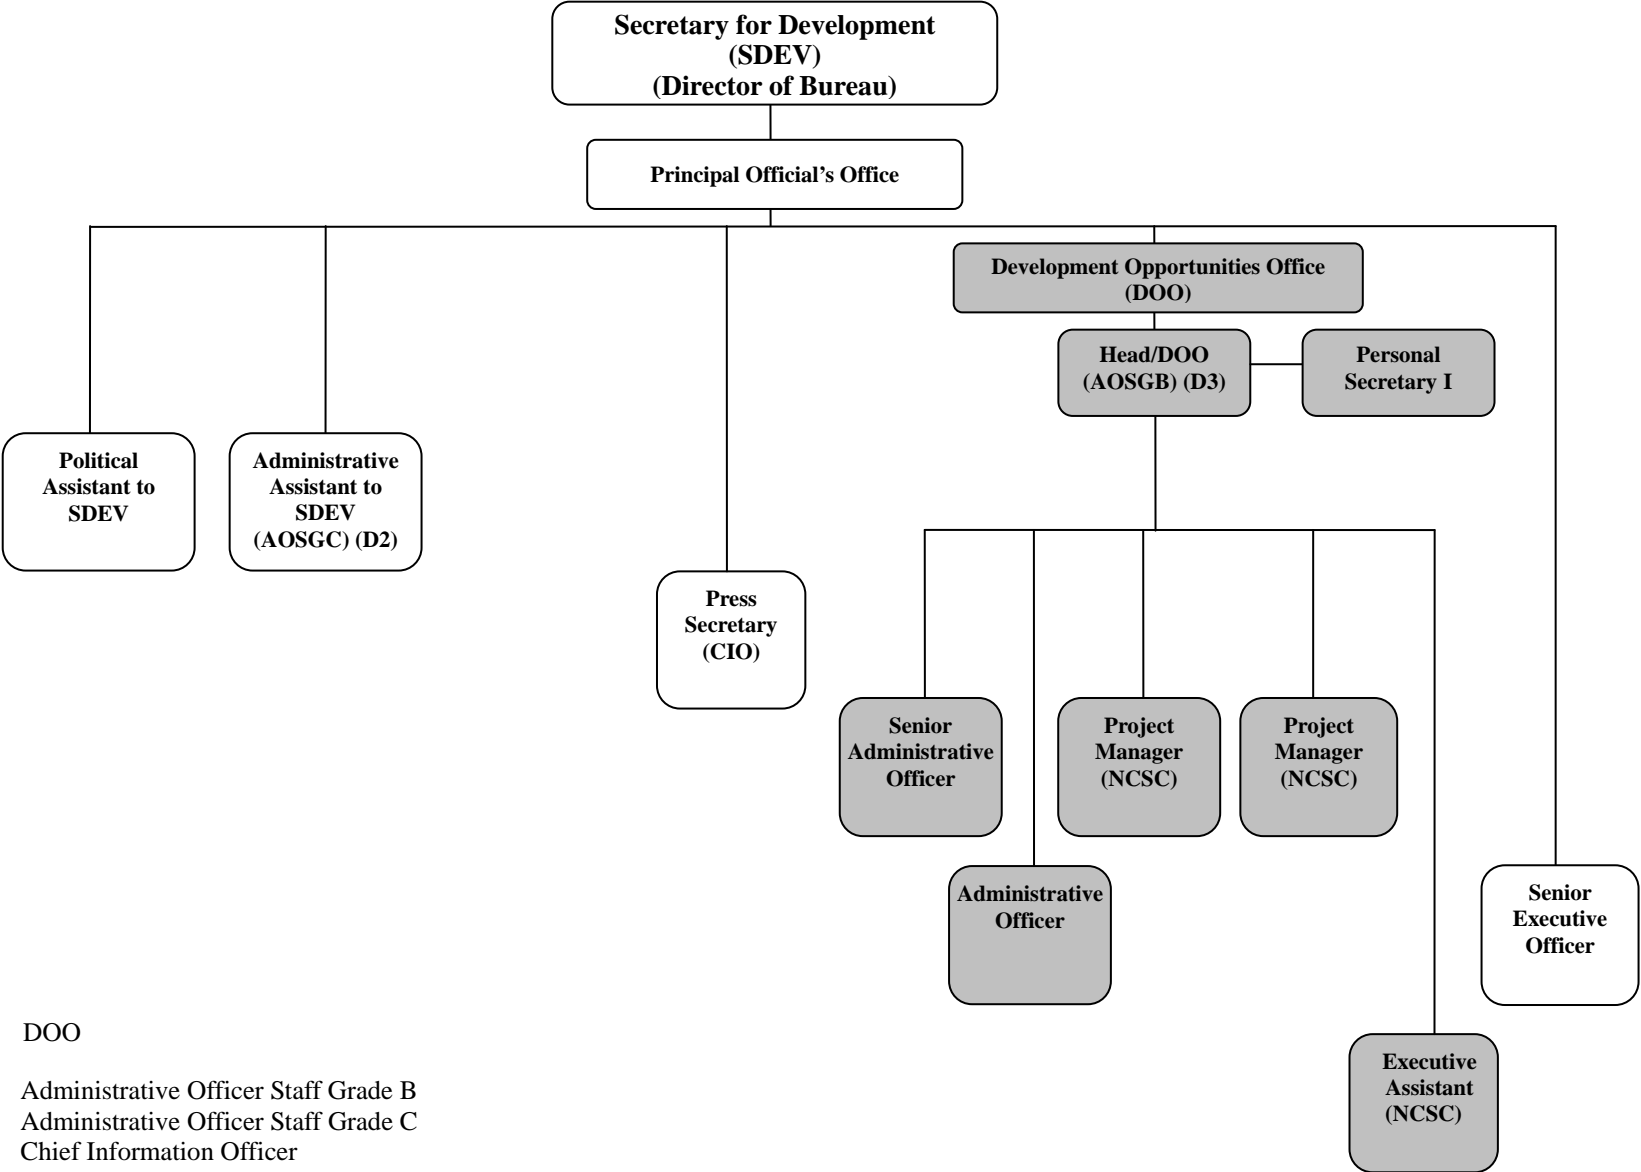 Secretary for Development
(SDEV)
(Director of Bureau)
Principal Official's Office
Development Opportunities Office
(DOO)
Head/DOO
(AOSGB) (D3)
Personal
Secretary I
Political
Assistant to
SDEV
Administrative
Assistant to
SDEV
(AOSGC) (D2)
Press
Secretary
(CIO)
Senior
Administrative
Officer
Project
Manager
(NCSC)
Project
Manager
(NCSC)
Administrative
Officer
Senior
Executive
Officer
Executive
Assistant
(NCSC)
DOO
Administrative Officer Staff Grade B
Administrative Officer Staff Grade C
Chief Information Officer